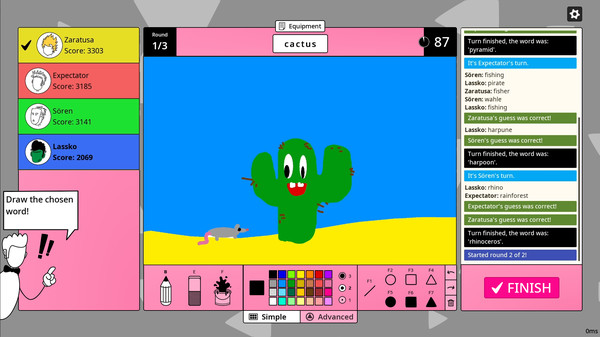 Equipment
Zaratusa
Score: 3303
Expectator
Score: 3185
Sören
Score: 3141
Lassko
Score: 2069
Draw the chosen
word!
Round
1/3
cactus
87
Turn finished, the word was:
'pyramid'.
It's Expectator's turn.
Sören: fishing
Lassko: pirate
Zaratusa: fisher
Sören: wahle
Lassko: fishing
Zaratusa's guess was correct!
Lassko: harpune
Sören's guess was correct!
Turn finished, the word was:
'harpoon'.
It's Sören's turn.
Lassko: rhino
Expectator: rainforest
Expectator's guess was correct!
Zaratusa's guess was correct!
Turn finished, the word was:
'rhinoceros'.
Started round 2 of 2!
B
E
F
F1
F2
F3
F4
F5
F6
F7
1
2
3
Simple
Advanced
FINISH
0ms